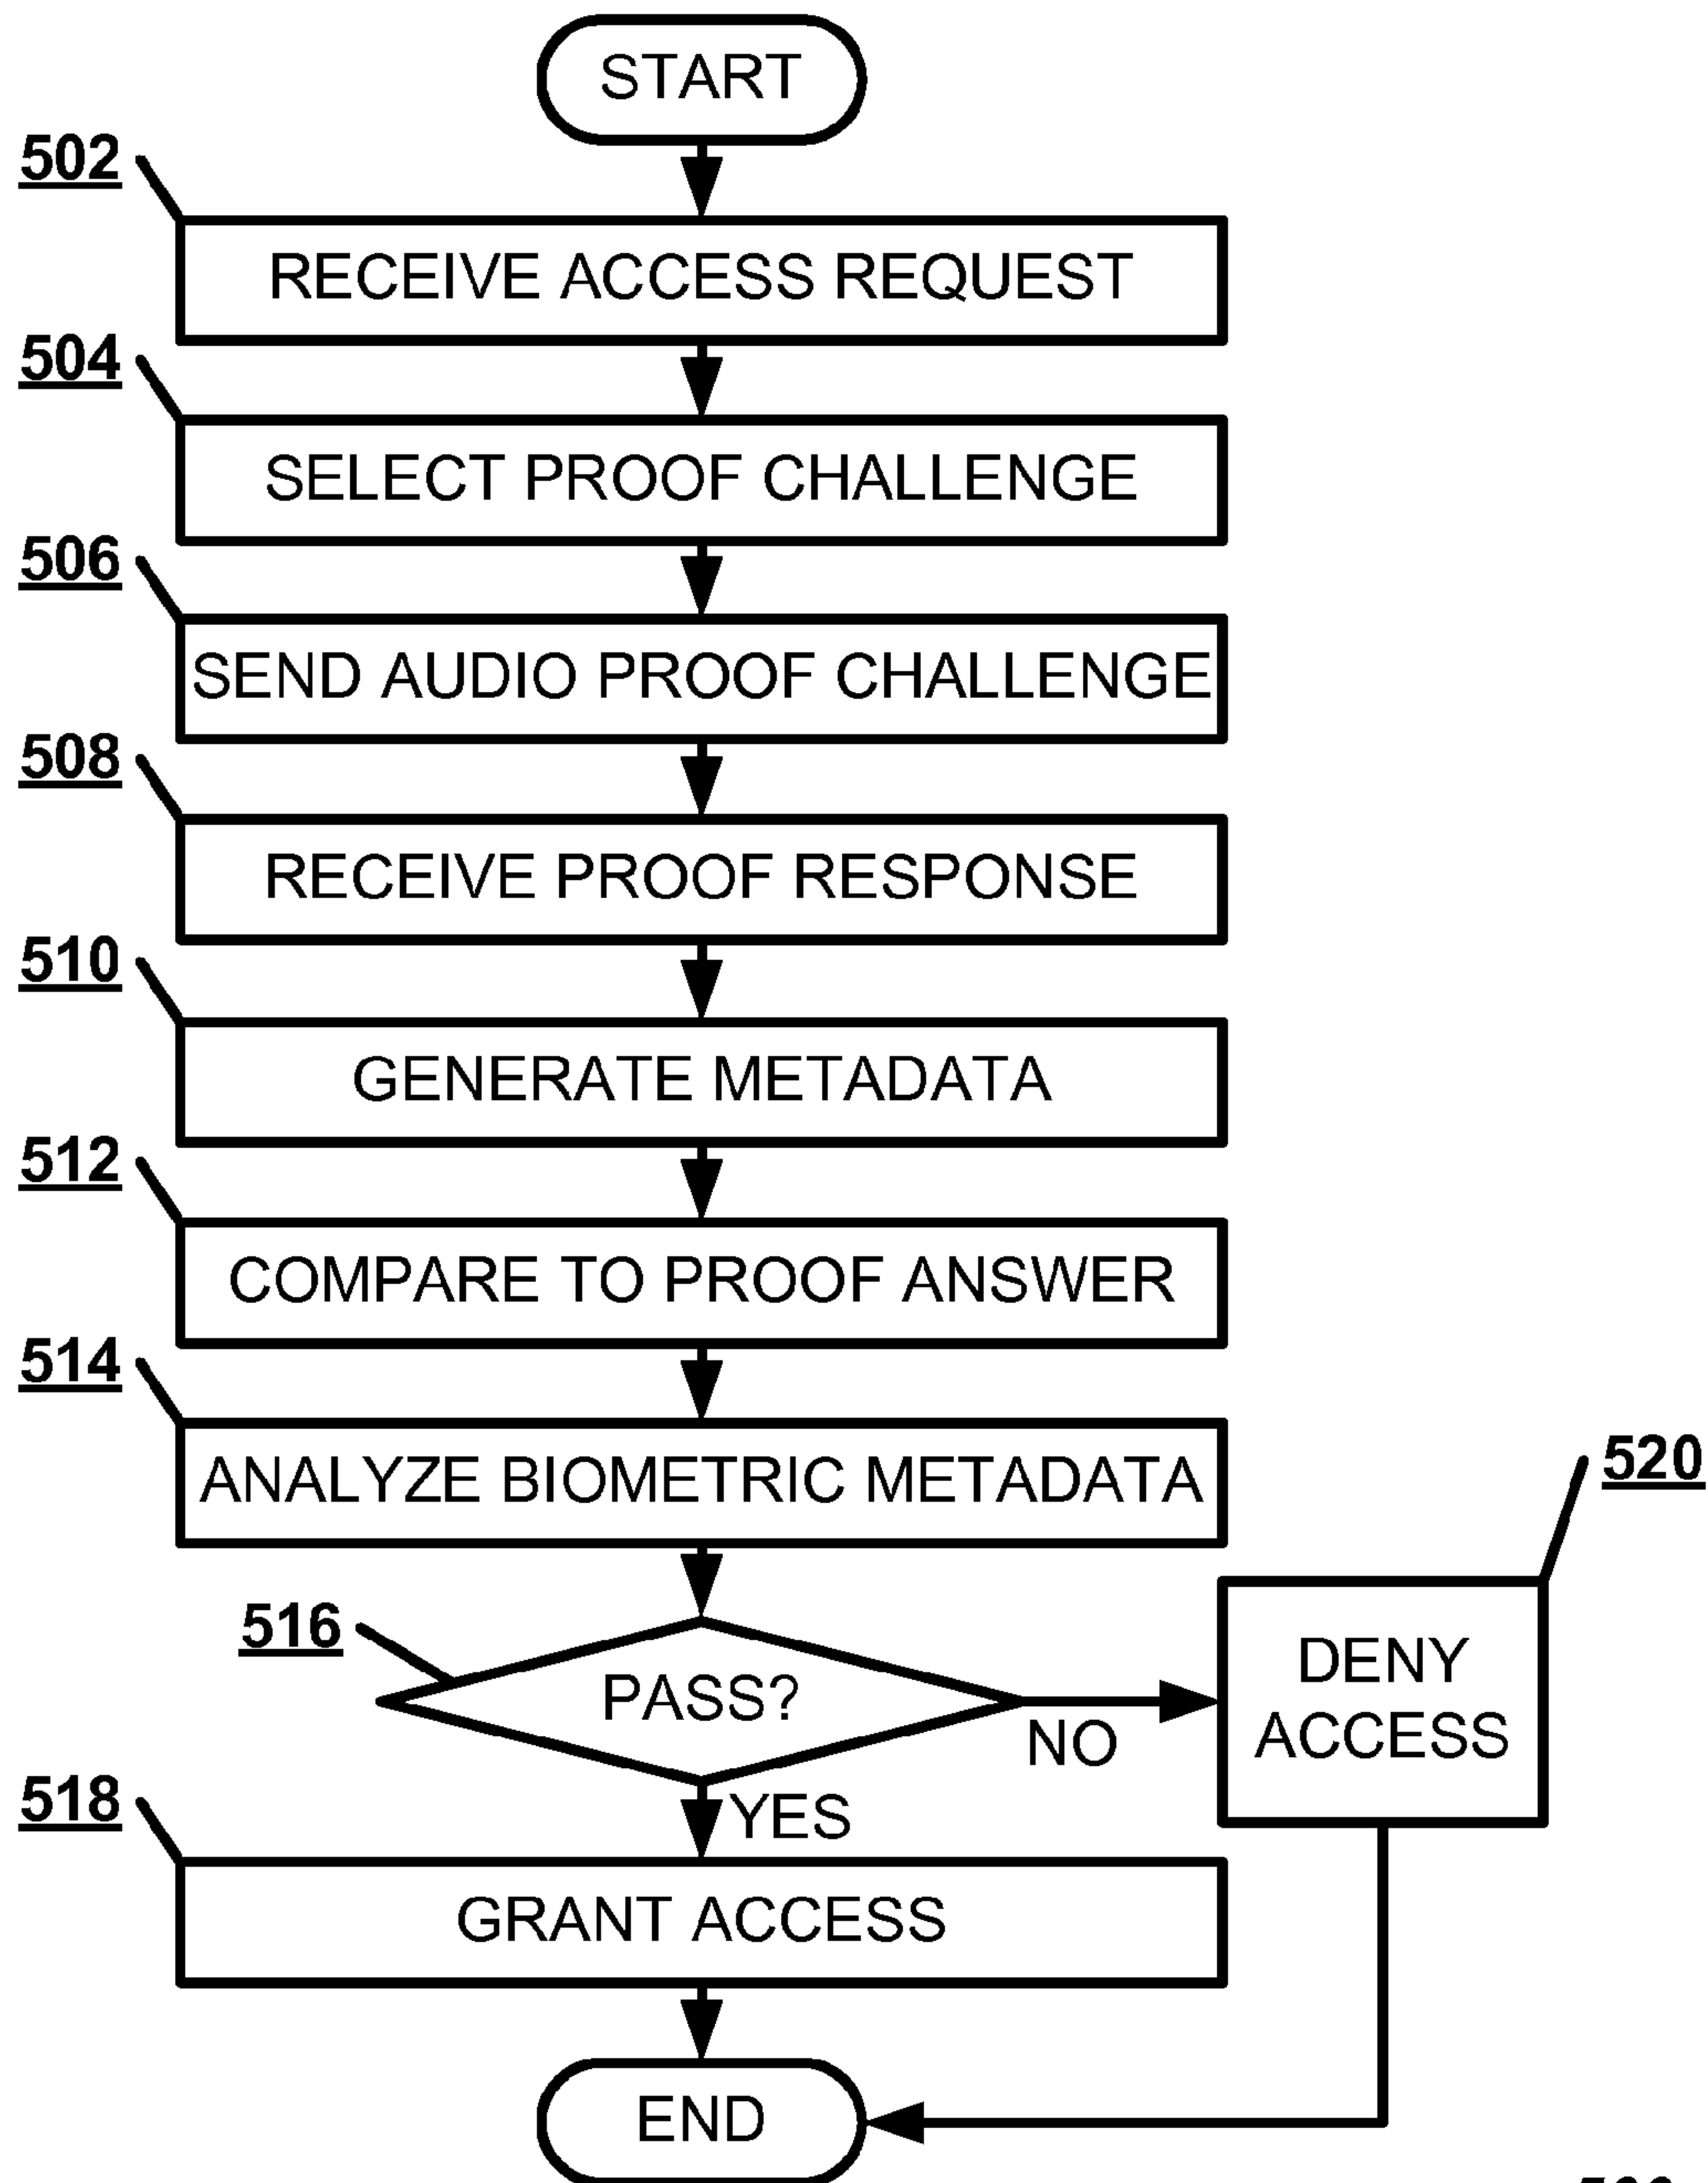 START
502
RECEIVE ACCESS REQUEST
504
SELECT PROOF CHALLENGE
506
SEND AUDIO PROOF CHALLENGE
508
RECEIVE PROOF RESPONSE
510
GENERATE METADATA
512
COMPARE TO PROOF ANSWER
514
ANALYZE BIOMETRIC METADATA
520
516
PASS?
DENY
ACCESS
NO
518
YES
GRANT ACCESS
END